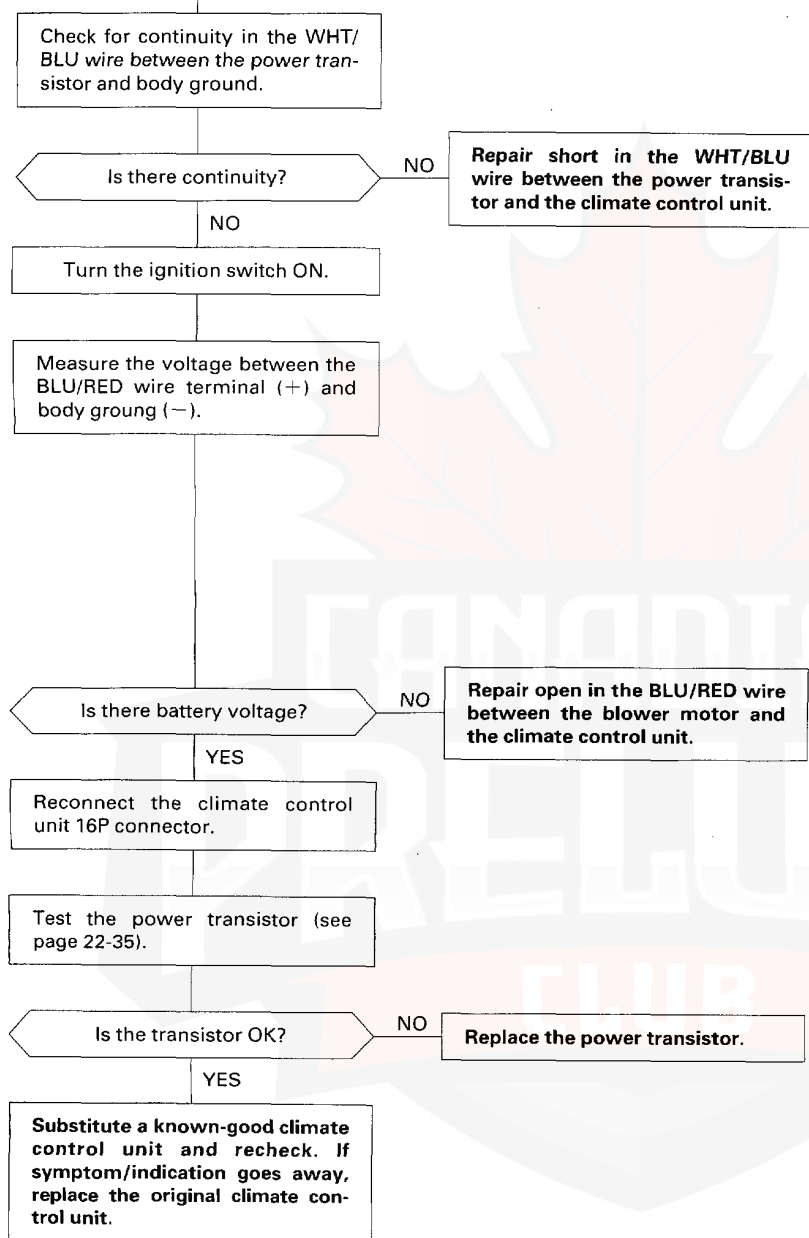 Check for continuity in the WHT/
BLU wire between the power tran-
sistor and body ground.
Is there continuity?
NO
Repair short in the WHT/BLU
wire between the power transis-
tor and the climate control unit.
NO
Turn the ignition switch ON.
Measure the voltage between the
BLU/RED wire terminal (+) and
body groung (−).
Is there battery voltage?
NO
Repair open in the BLU/RED wire
between the blower motor and
the climate control unit.
YES
Reconnect the climate control
unit 16P connector.
Test the power transistor (see
page 22-35).
Is the transistor OK?
NO
Replace the power transistor.
YES
Substitute a known-good climate
control unit and recheck. If
symptom/indication goes away,
replace the original climate con-
trol unit.
CANADIA
PRELU
CLUB